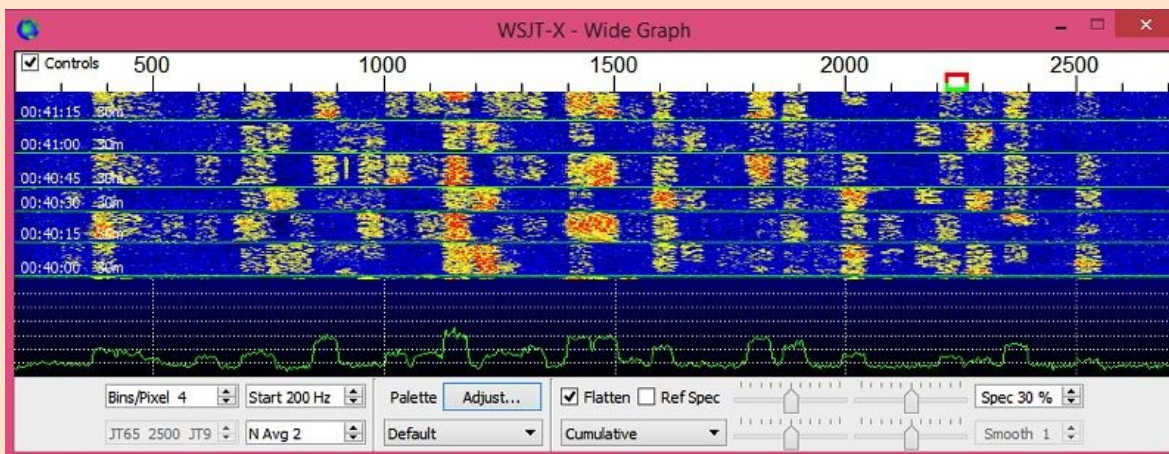 WSJT-X - Wide Graph
Controls 500 1000 1500 2000 2500
00:41:15 30m
00:41:00 30m
00:40:45 30m
00:40:30 30m
00:40:15 30m
00:40:00 30m
Bins/Pixel 4 Start 200 Hz Palette Adjust... Flatten Ref Spec Spec 30 %
JT65 2500 JT9 N Avg 2 Default Cumulative Smooth 1